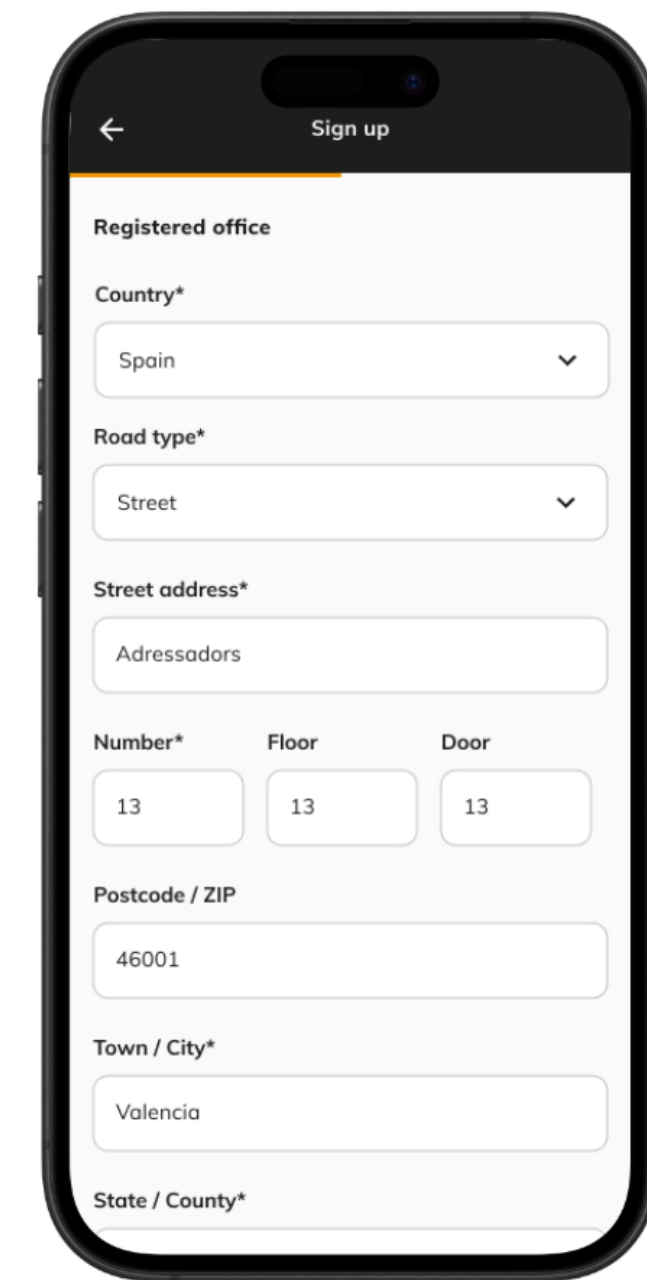 Sign up
Registered office
Country*
Spain
Road type*
Street
Street address*
Adressadors
Number* Floor Door
13 13 13
Postcode / ZIP
46001
Town / City*
Valencia
State / County*